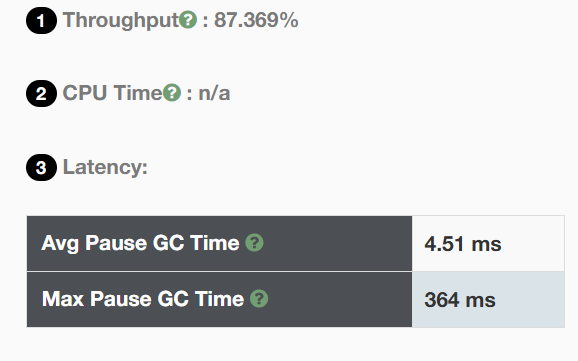 1 Throughput? : 87.369%
2 CPU Time? : n/a
3 Latency:
Avg Pause GC Time ? 4.51 ms
Max Pause GC Time ? 364 ms